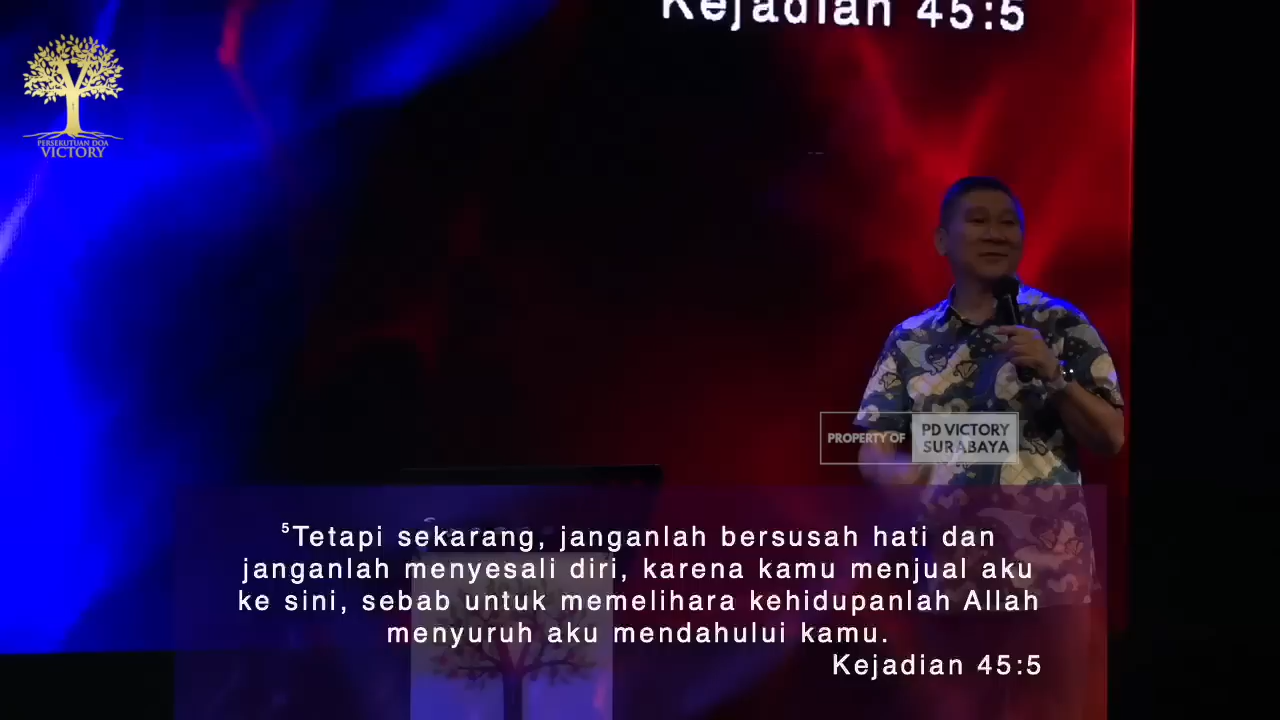 Kejadian 45:5
PERSEKUTUAN DOA
VICTORY
PROPERTY OF
PD VICTORY
SURABAYA
⁵Tetapi sekarang, janganlah bersusah hati dan
janganlah menyesali diri, karena kamu menjual aku
ke sini, sebab untuk memelihara kehidupanlah Allah
menyuruh aku mendahului kamu.
Kejadian 45:5